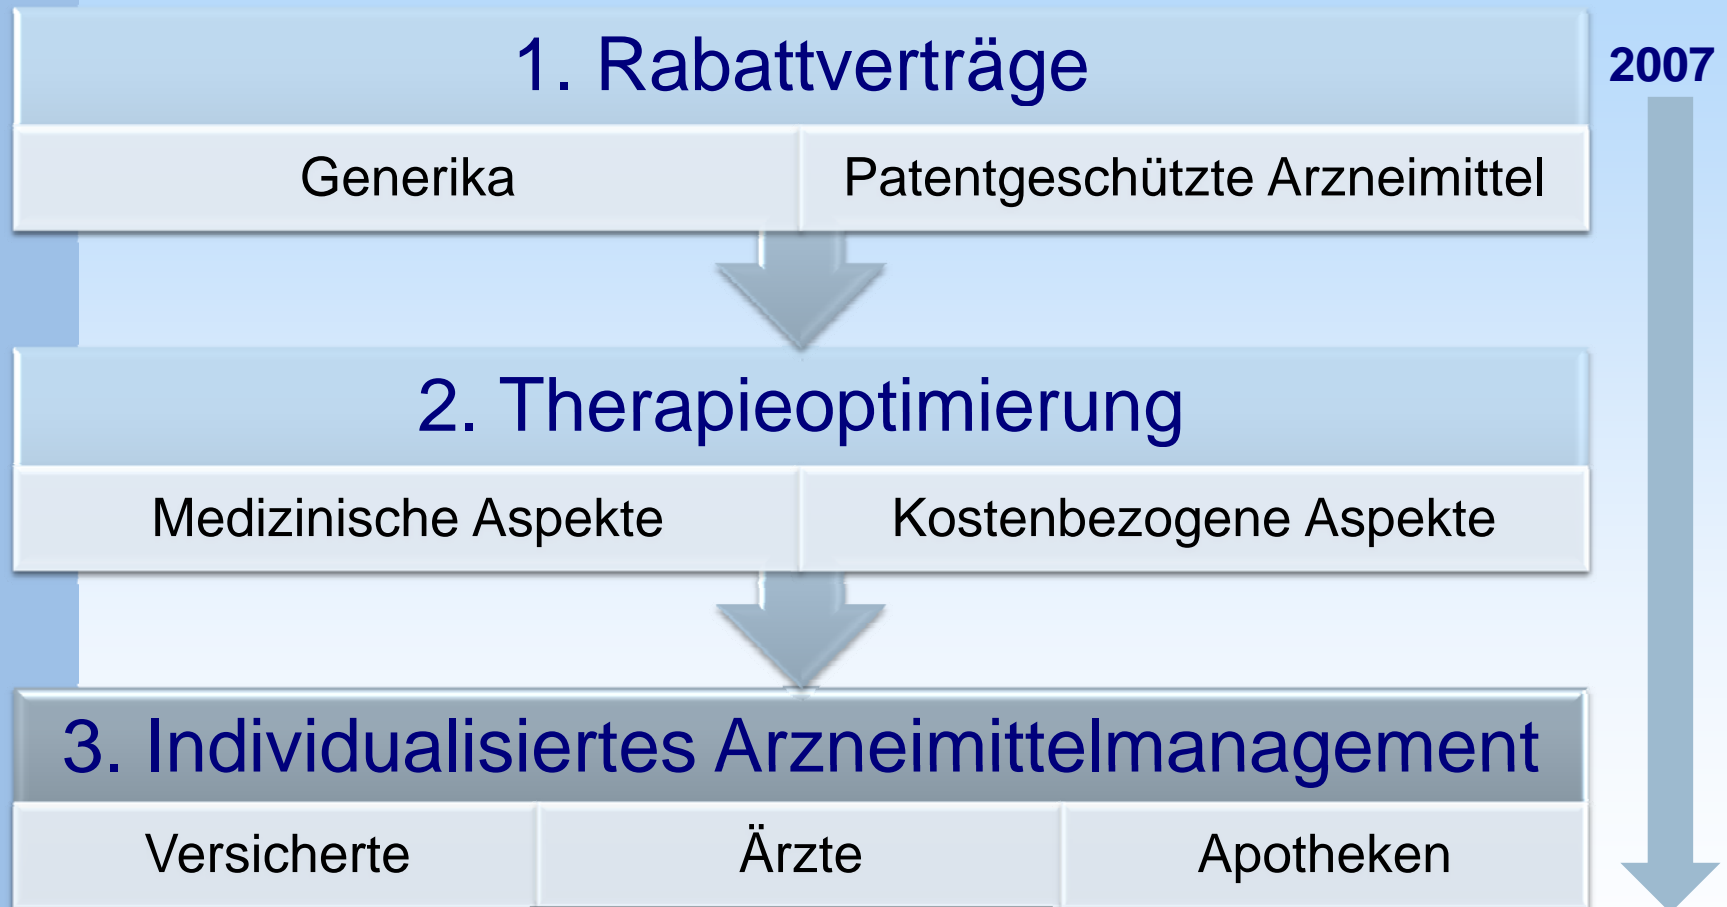 1. Rabattverträge
2007
Generika
Patentgeschützte Arzneimittel
2. Therapieoptimierung
Medizinische Aspekte
Kostenbezogene Aspekte
3. Individualisiertes Arzneimittelmanagement
Versicherte
Ärzte
Apotheken